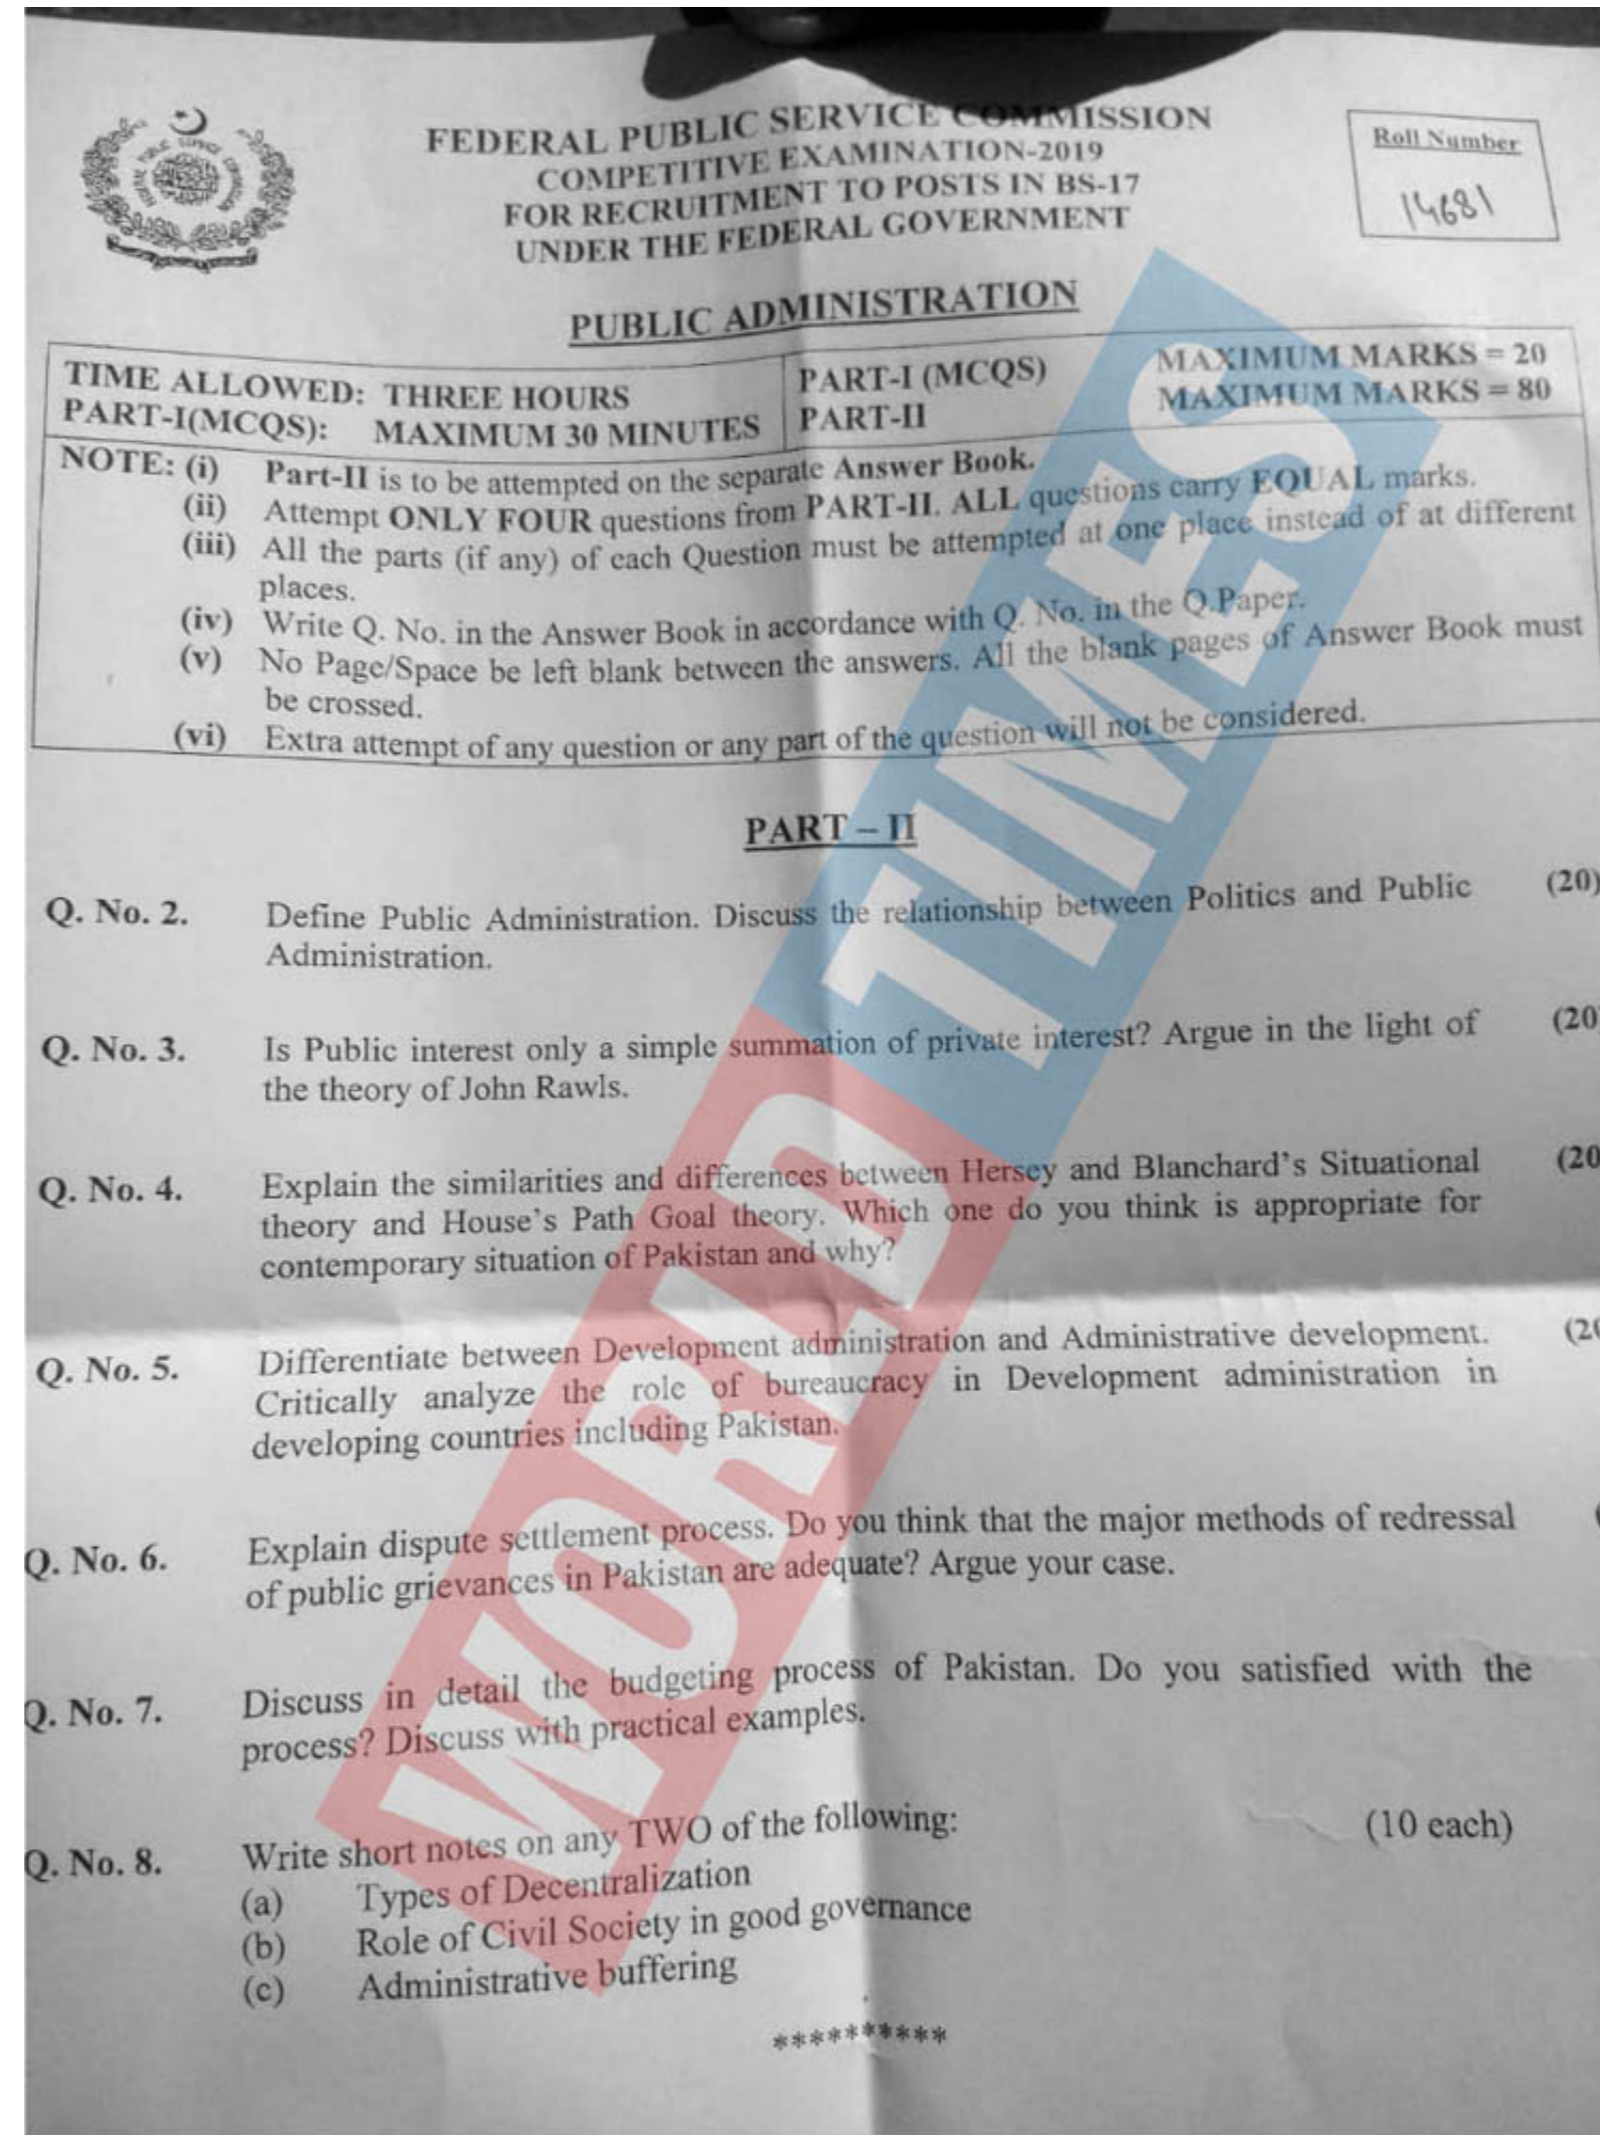 FEDERAL PUBLIC SERVICE COMMISSION
COMPETITIVE EXAMINATION-2019
FOR RECRUITMENT TO POSTS IN BS-17
UNDER THE FEDERAL GOVERNMENT
Roll Number
14681
PUBLIC ADMINISTRATION
TIME ALLOWED: THREE HOURS
PART-I(MCQS): MAXIMUM 30 MINUTES
PART-I (MCQS) MAXIMUM MARKS = 20
PART-II MAXIMUM MARKS = 80
NOTE: (i) Part-II is to be attempted on the separate Answer Book.
(ii) Attempt ONLY FOUR questions from PART-II. ALL questions carry EQUAL marks.
(iii) All the parts (if any) of each Question must be attempted at one place instead of at different
places.
(iv) Write Q. No. in the Answer Book in accordance with Q. No. in the Q.Paper.
(v) No Page/Space be left blank between the answers. All the blank pages of Answer Book must
be crossed.
(vi) Extra attempt of any question or any part of the question will not be considered.
PART – II
Q. No. 2. Define Public Administration. Discuss the relationship between Politics and Public (20)
Administration.
Q. No. 3. Is Public interest only a simple summation of private interest? Argue in the light of (20)
the theory of John Rawls.
Q. No. 4. Explain the similarities and differences between Hersey and Blanchard's Situational (20
theory and House's Path Goal theory. Which one do you think is appropriate for
contemporary situation of Pakistan and why?
Q. No. 5. Differentiate between Development administration and Administrative development. (20
Critically analyze the role of bureaucracy in Development administration in
developing countries including Pakistan.
Q. No. 6. Explain dispute settlement process. Do you think that the major methods of redressal (
of public grievances in Pakistan are adequate? Argue your case.
Q. No. 7. Discuss in detail the budgeting process of Pakistan. Do you satisfied with the
process? Discuss with practical examples.
Q. No. 8. Write short notes on any TWO of the following: (10 each)
(a) Types of Decentralization
(b) Role of Civil Society in good governance
(c) Administrative buffering
**********
WORLD TIMES